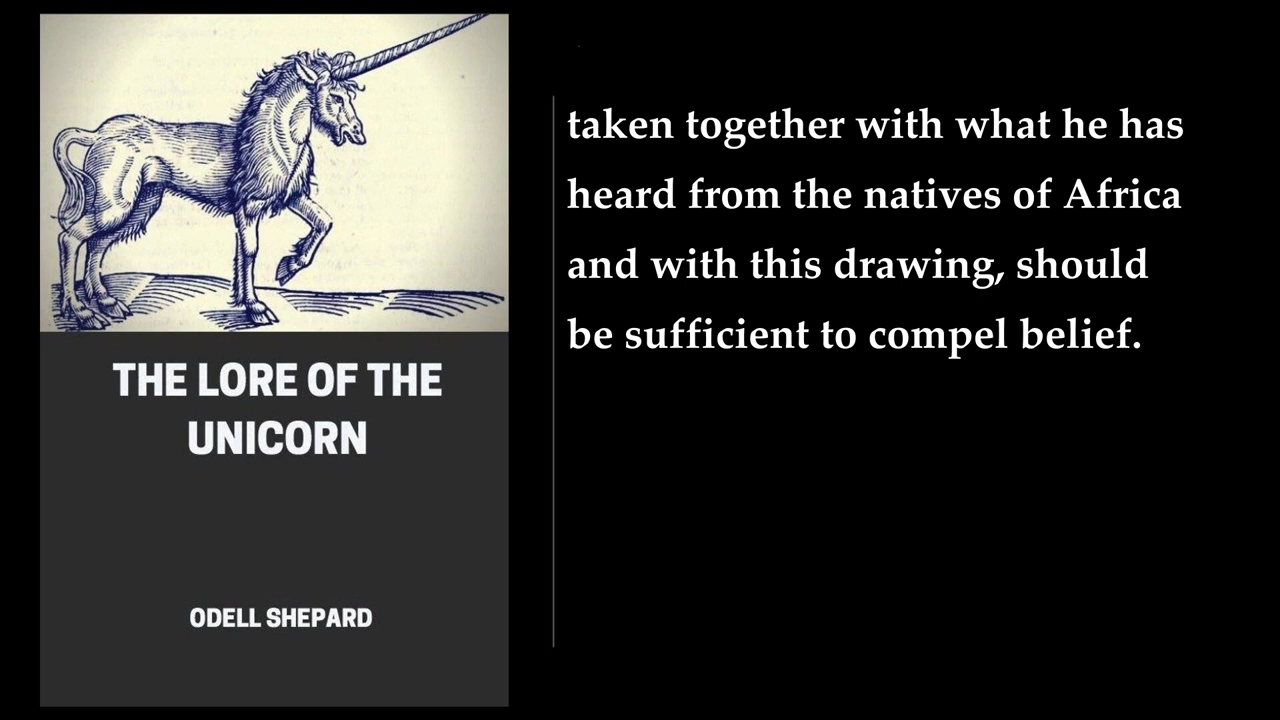 THE LORE OF THE
UNICORN
ODELL SHEPARD
taken together with what he has
heard from the natives of Africa
and with this drawing, should
be sufficient to compel belief.